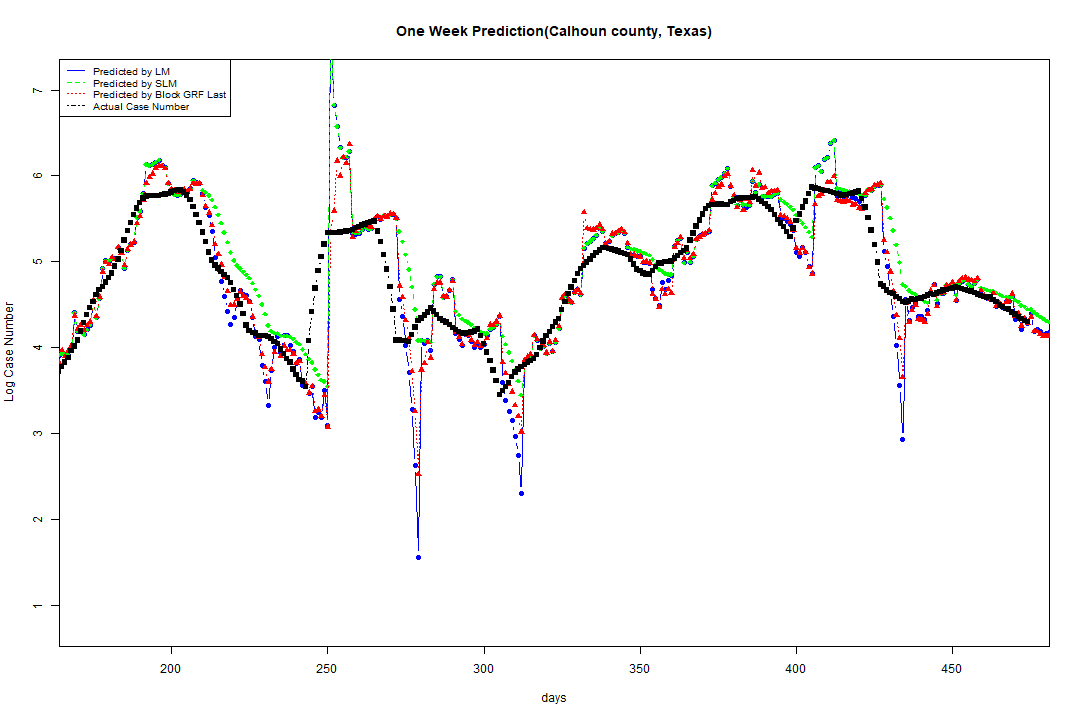 One Week Prediction(Calhoun county, Texas)
Predicted by LM
Predicted by SLM
Predicted by Block GRF Last
Actual Case Number
7
6
5
4
3
2
1
Log Case Number
200
250
300
350
400
450
days